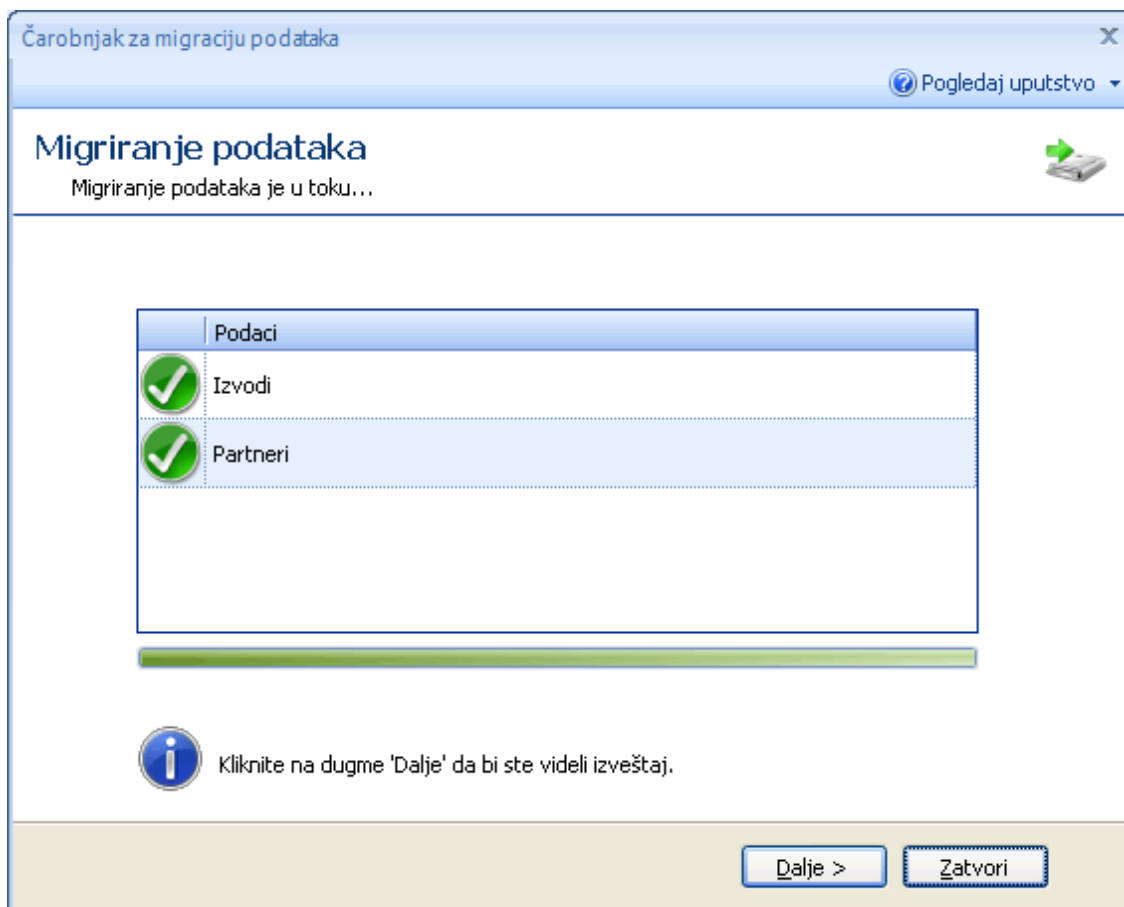 Čarobnjak za migraciju podataka
Pogledaj uputstvo
Migriranje podataka
Migriranje podataka je u toku...
Podaci
Izvodi
Partneri
Kliknite na dugme 'Dalje' da bi ste videli izveštaj.
Dalje > Zatvori